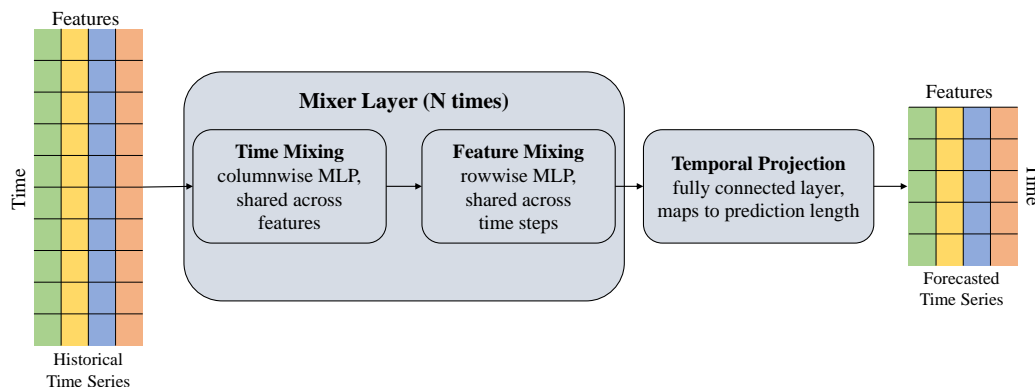 Features
Time
Historical
Time Series
Mixer Layer (N times)
Time Mixing
columnwise MLP,
shared across
features
Feature Mixing
rowwise MLP,
shared across
time steps
Temporal Projection
fully connected layer,
maps to prediction length
Features
Time
Forecasted
Time Series